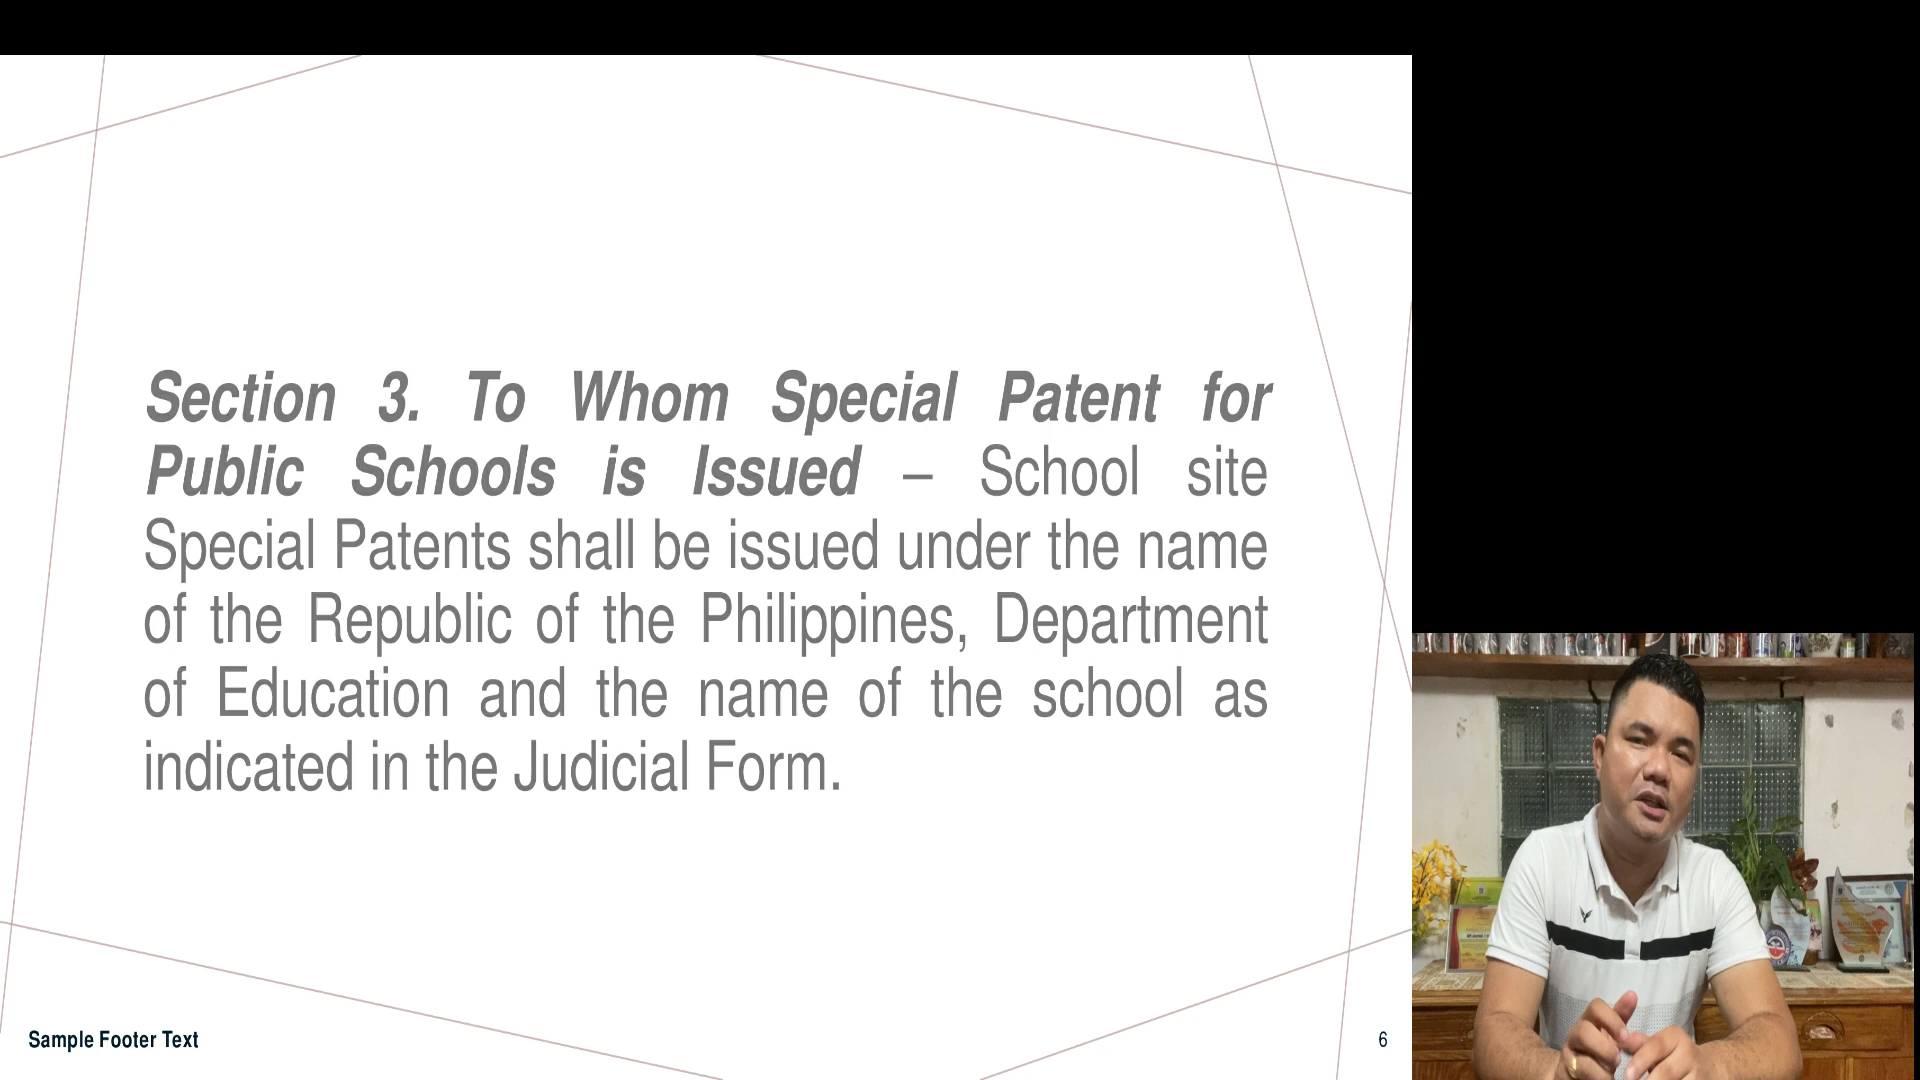 Section 3. To Whom Special Patent for
Public Schools is Issued – School site
Special Patents shall be issued under the name
of the Republic of the Philippines, Department
of Education and the name of the school as
indicated in the Judicial Form.
Sample Footer Text
6